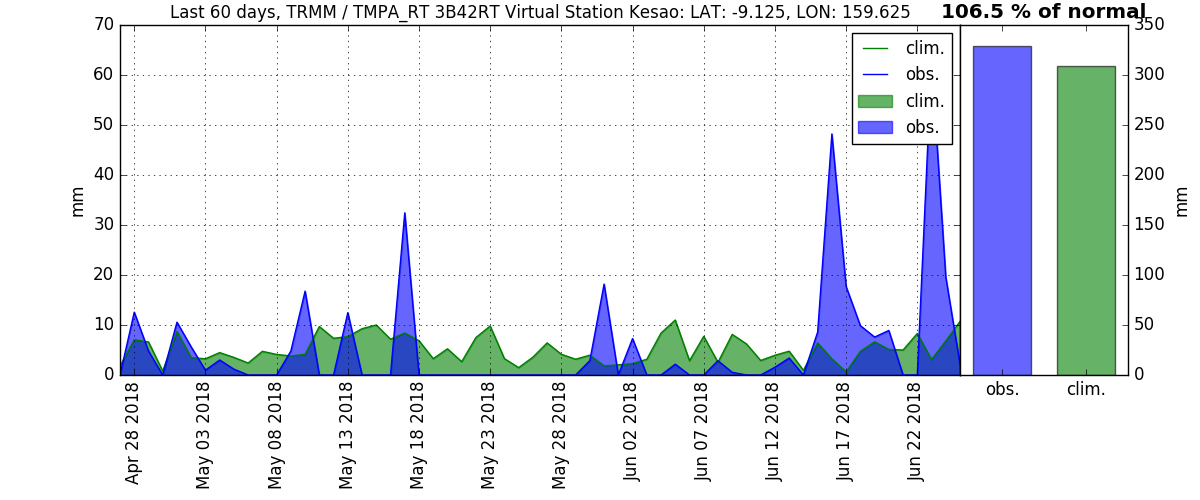 Last 60 days, TRMM / TMPA_RT 3B42RT Virtual Station Kesao: LAT: -9.125, LON: 159.625
106.5 % of normal
70
60
50
40
30
20
10
0
mm
clim.
obs.
clim.
obs.
350
300
250
200
150
100
50
0
mm
obs.
clim.
Apr 28 2018
May 03 2018
May 08 2018
May 13 2018
May 18 2018
May 23 2018
May 28 2018
Jun 02 2018
Jun 07 2018
Jun 12 2018
Jun 17 2018
Jun 22 2018